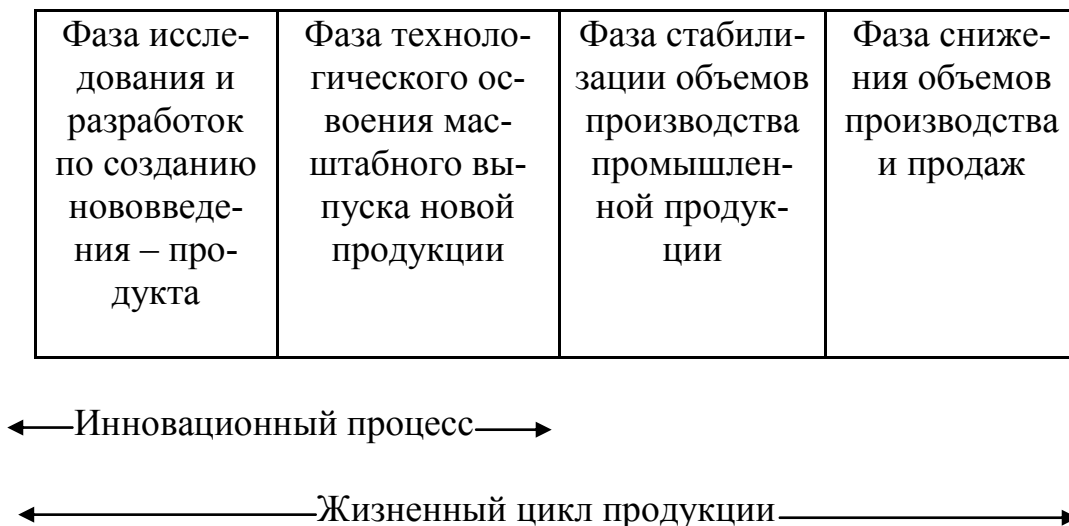 Фаза иссле-
дования и
разработок
по созданию
нововведе-
ния – про-
дукта
Фаза техноло-
гического ос-
воения мас-
штабного вы-
пуска новой
продукции
Фаза стабили-
зации объемов
производства
промышлен-
ной продук-
ции
Фаза сниже-
ния объемов
производства
и продаж
Инновационный процесс
Жизненный цикл продукции